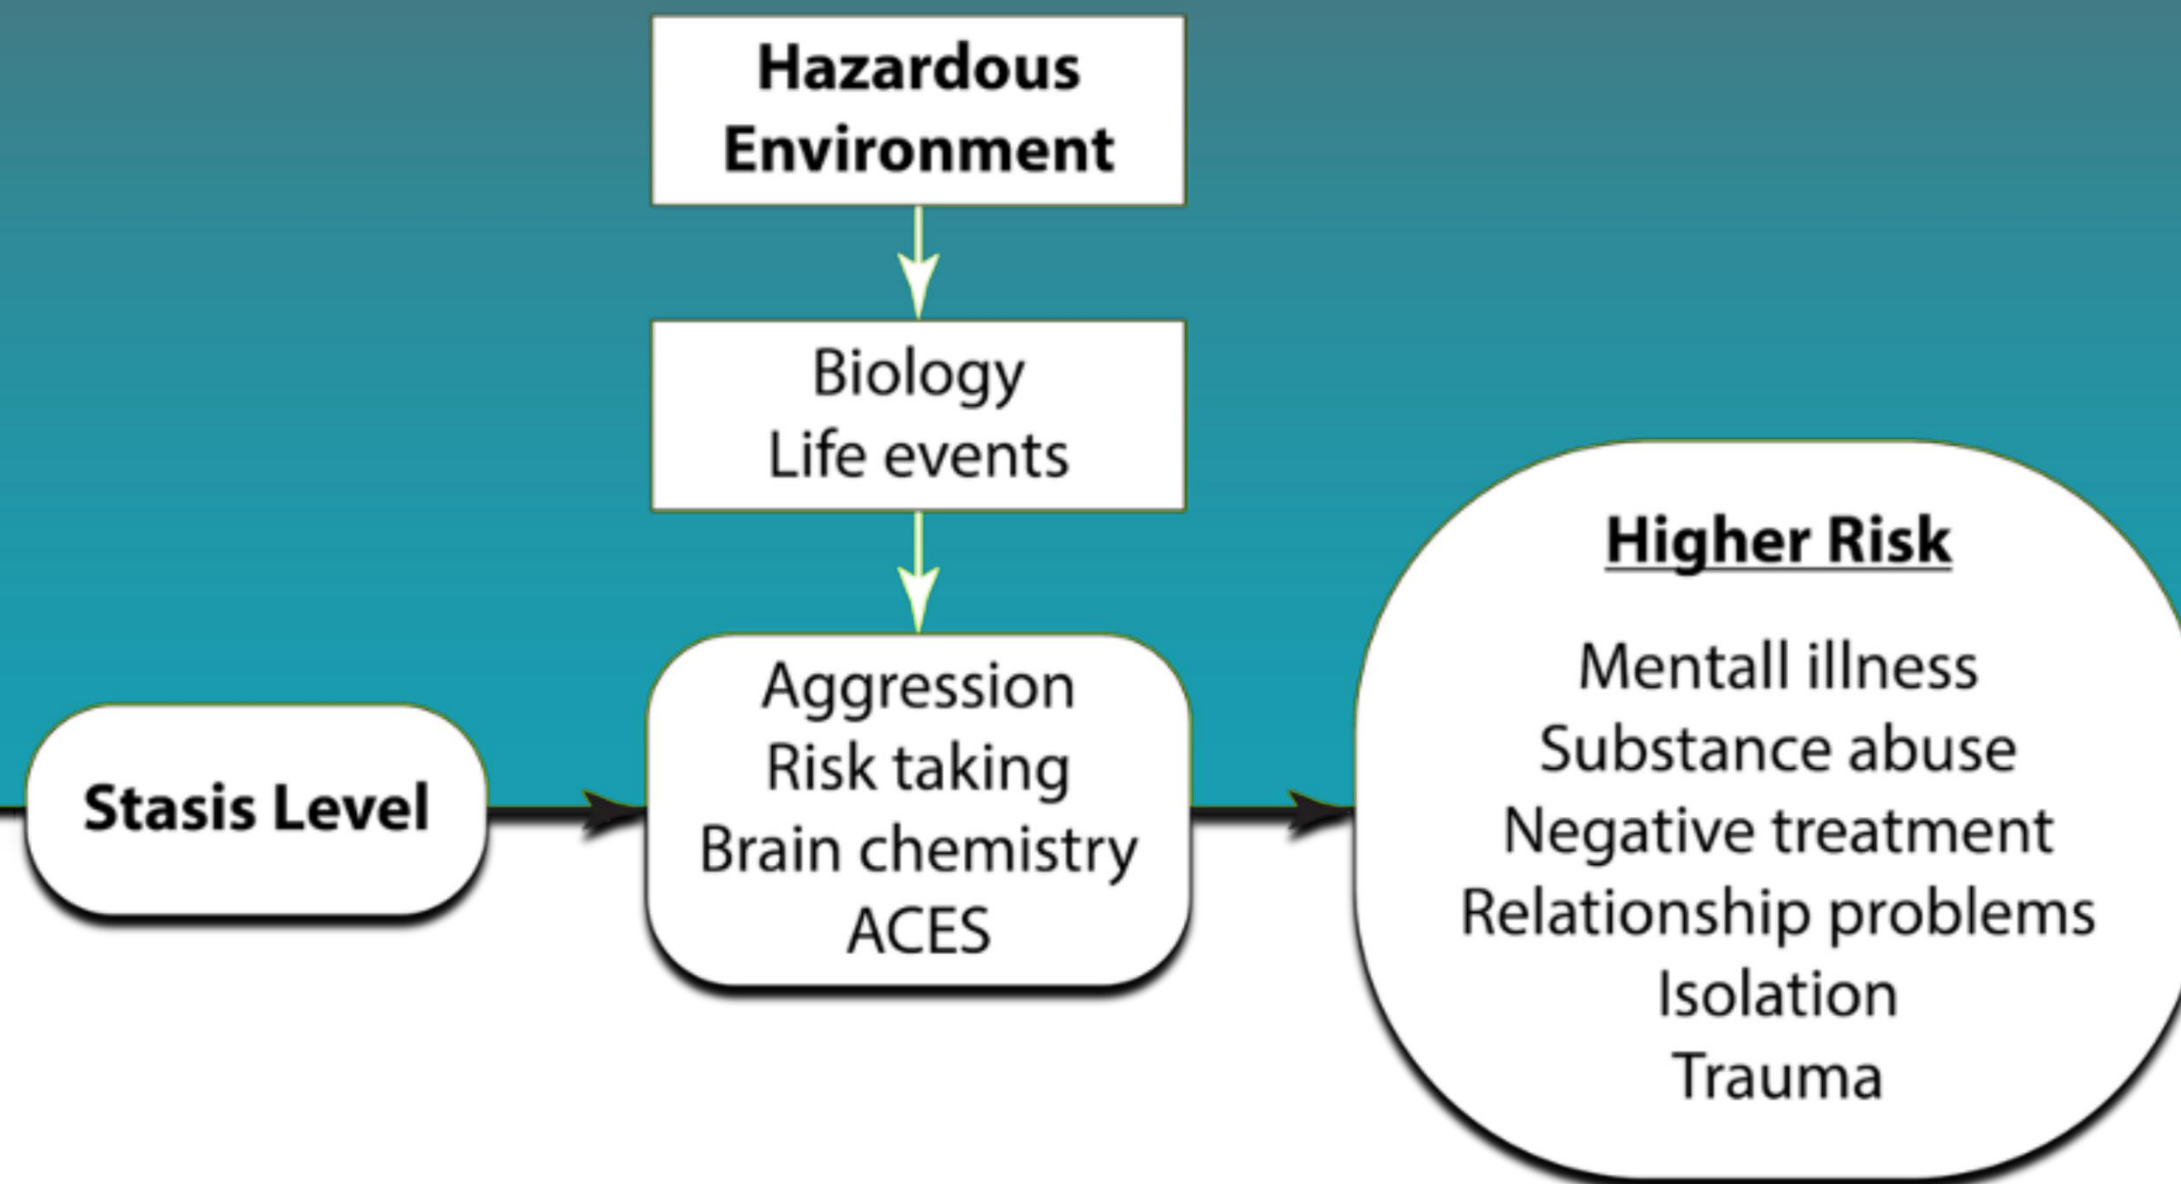 Hazardous
Environment
Biology
Life events
Stasis Level
Aggression
Risk taking
Brain chemistry
ACES
Higher Risk
Mentall illness
Substance abuse
Negative treatment
Relationship problems
Isolation
Trauma